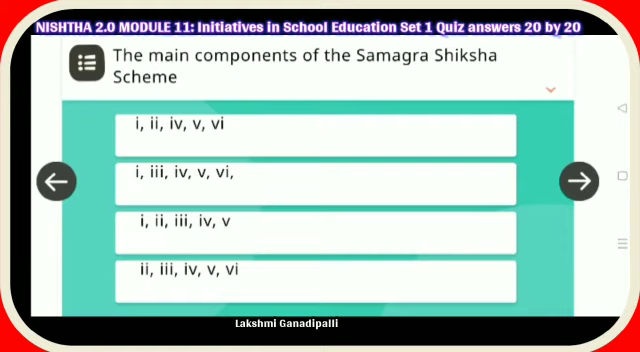 NISHTHA 2.0 MODULE 11: Initiatives in School Education Set 1 Quiz answers 20 by 20
The main components of the Samagra Shiksha
Scheme
i, ii, iv, v, vi
i, iii, iv, v, vi,
i, ii, iii, iv, v
ii, iii, iv, v, vi
Lakshmi Ganadipalli